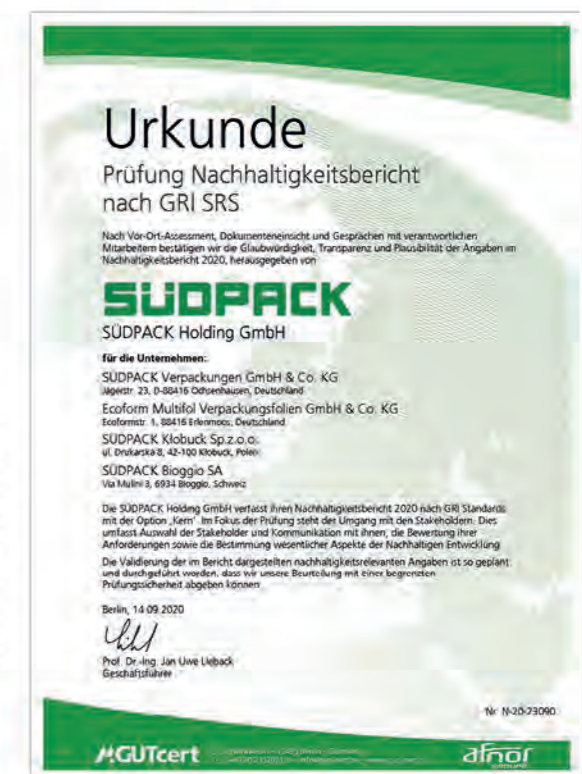 Urkunde
Prüfung Nachhaltigkeitsbericht
nach GRI SRS
Nach Vor-Ort-Assessment, Dokumenteneinsicht und Gesprächen mit verantwortlichen
Mitarbeitern bestätigen wir die Glaubwürdigkeit, Transparenz und Plausibilität der Angaben im
Nachhaltigkeitsbericht 2020, herausgegeben von
SÜDPACK
SÜDPACK Holding GmbH
für die Unternehmen:
SÜDPACK Verpackungen GmbH & Co. KG
Jägerstr. 23, D-88416 Ochsenhausen, Deutschland
Ecoform Multifol Verpackungsfolien GmbH & Co. KG
Ecoformstr. 1, 88416 Erlenmoos, Deutschland
SÜDPACK Kłobuck Sp.z.o.o.
ul. Drukarska 8, 42-100 Kłobuck, Polen
SÜDPACK Bioggio SA
Via Mulini 3, 6934 Bioggio, Schweiz
Die SÜDPACK Holding GmbH verfasst ihren Nachhaltigkeitsbericht 2020 nach GRI Standards
mit der Option „Kern“. Im Fokus der Prüfung steht der Umgang mit den Stakeholdern. Dies
umfasst Auswahl der Stakeholder und Kommunikation mit ihnen, die Bewertung ihrer
Anforderungen sowie die Bestimmung wesentlicher Aspekte der Nachhaltigen Entwicklung.
Die Validierung der im Bericht dargestellten nachhaltigkeitsrelevanten Angaben ist so geplant
und durchgeführt worden, dass wir unsere Beurteilung mit einer begrenzten
Prüfungssicherheit abgeben können.
Berlin, 14.09.2020
Prof. Dr.-Ing. Jan Uwe Lieback
Geschäftsführer
Nr. N-20-23090
GUTcert
afnor